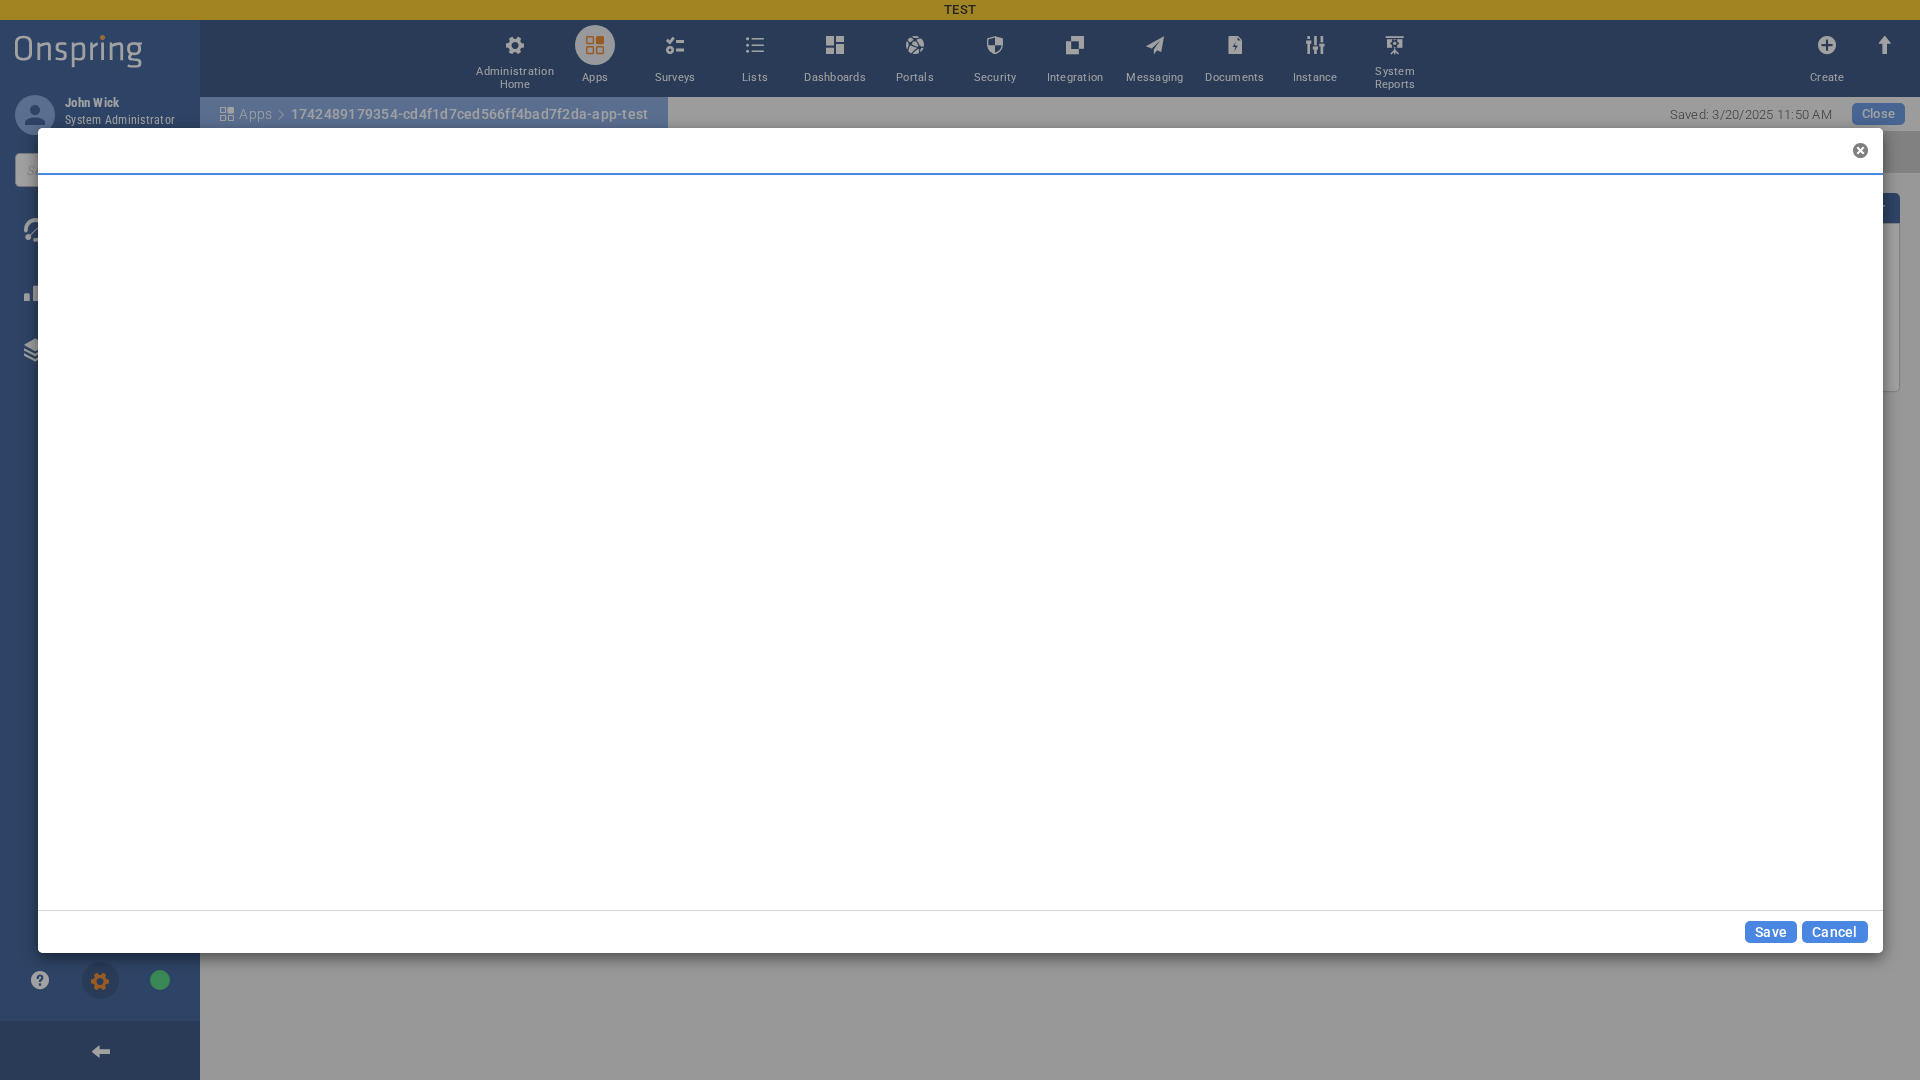 TEST
Onspring
John Wick
System Administrator
Administration Home
Apps
Surveys
Lists
Dashboards
Portals
Security
Integration
Messaging
Documents
Instance
System Reports
Create
Apps
1742489179354-cd4f1d7ced566ff4bad7f2da-app-test
Saved: 3/20/2025 11:50 AM
Close
Save
Cancel